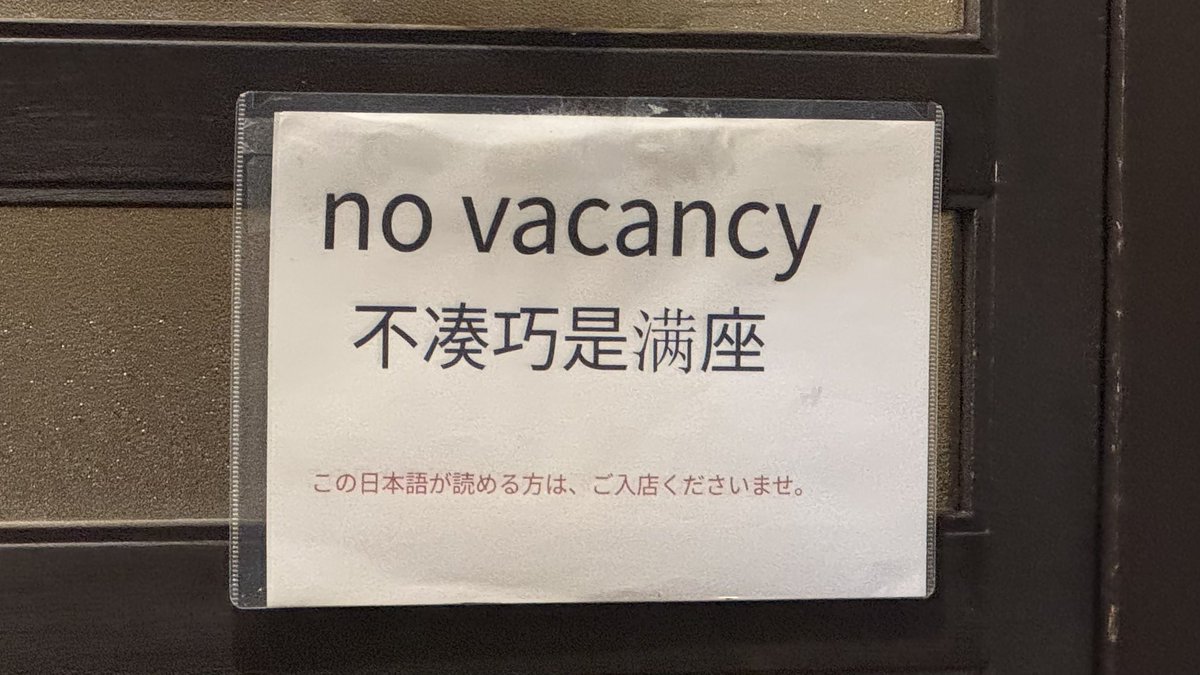 no vacancy
不凑巧是满座
この日本語が読める方は、ご入店くださいませ。